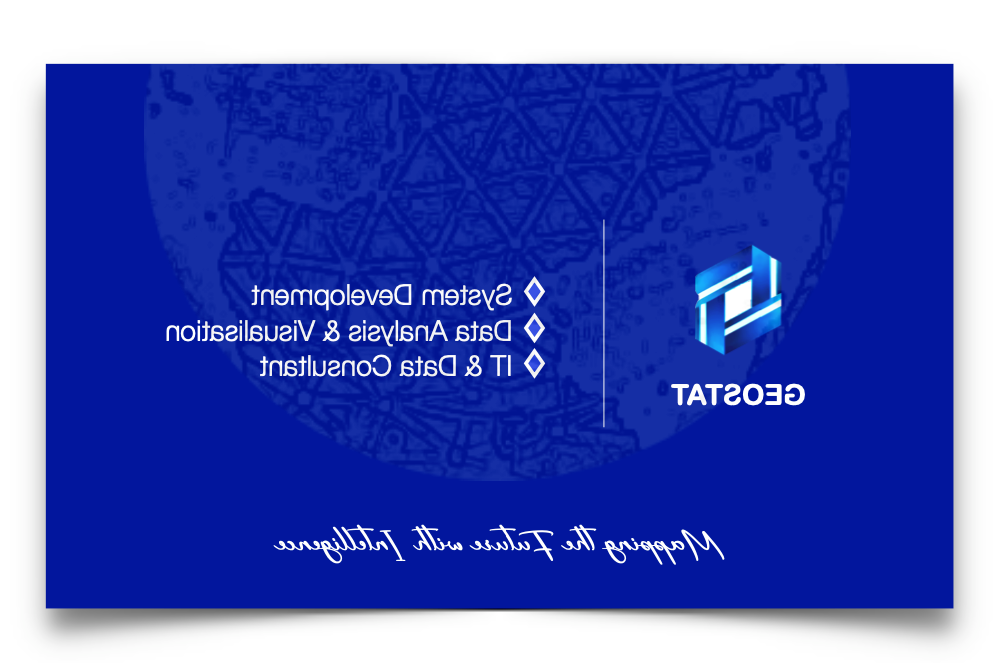 GEOSTAT
System Development
Data Analysis & Visualisation
IT & Data Consultant
Mapping the Future with Intelligence